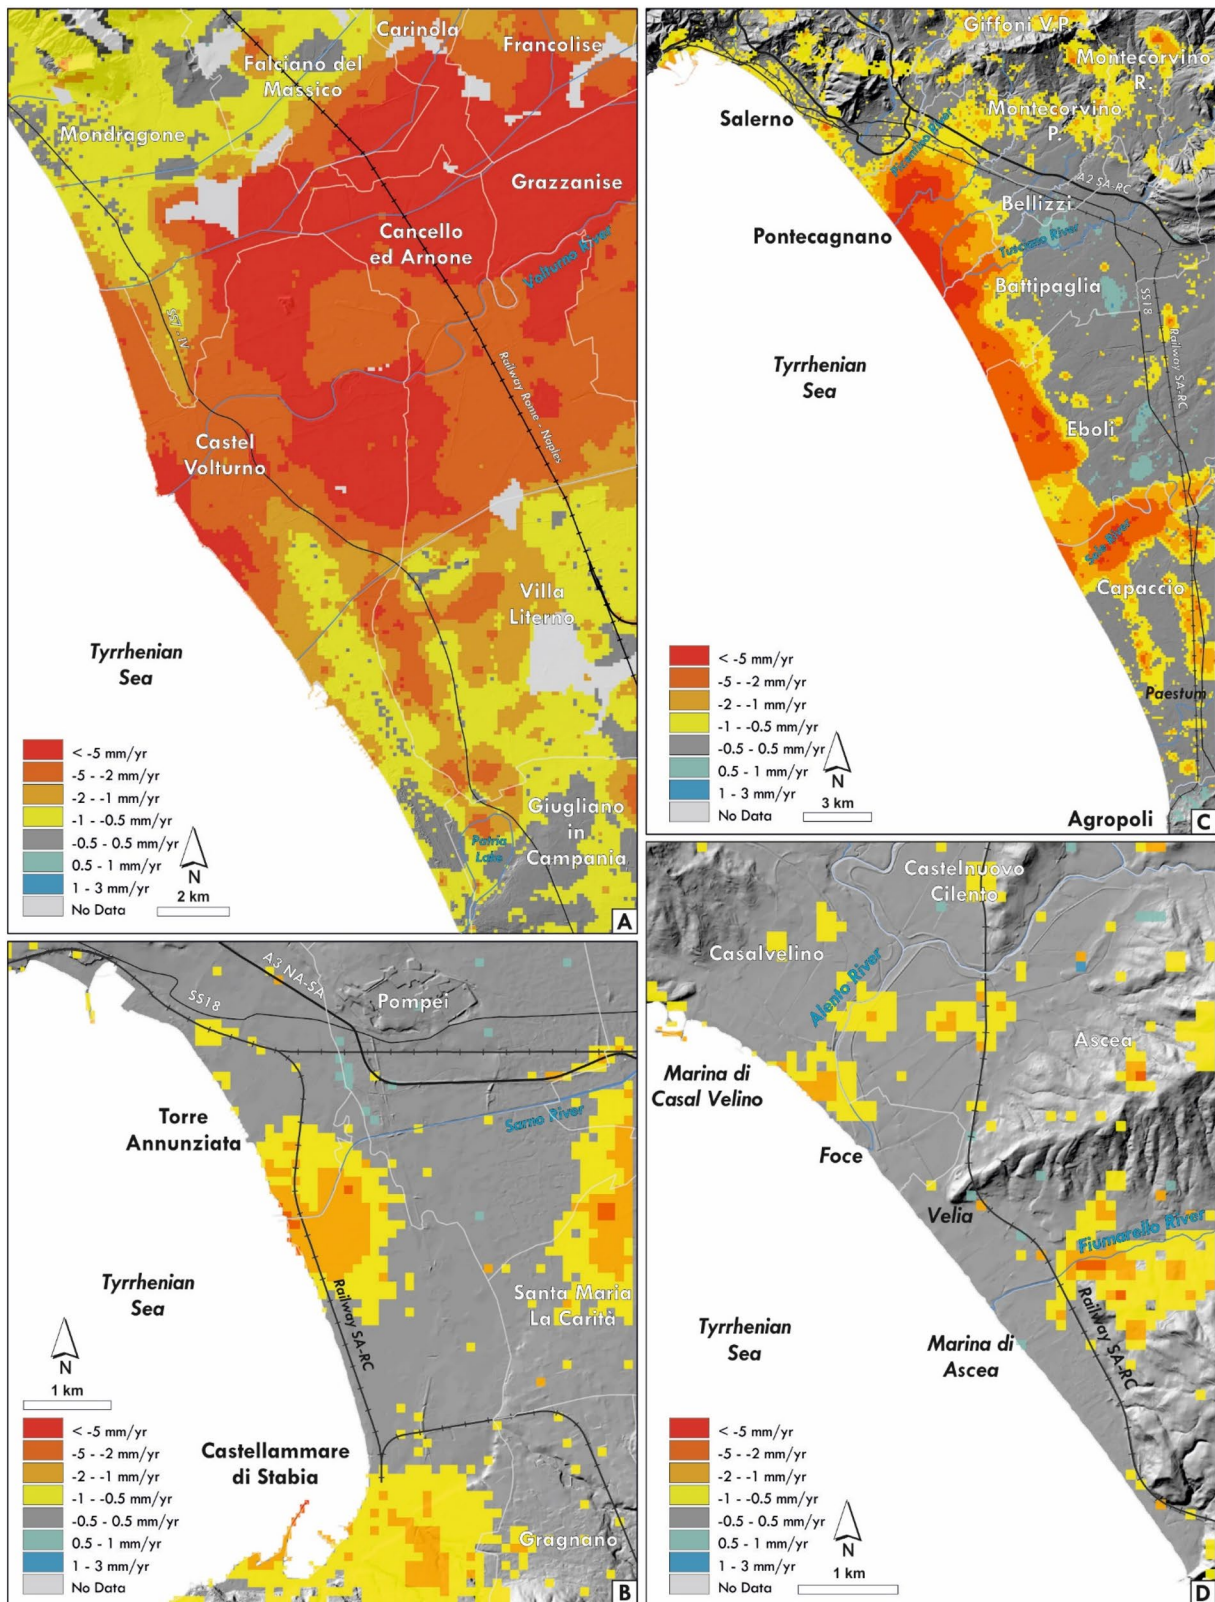 Carinola
Francolise
Falciano del
Massico
Mondragone
Grazzanise
Cancello
ed Arnone
Volturno River
SS7 - IV
Railway Rome - Naples
Castel
Volturno
Villa
Literno
Tyrrhenian
Sea
< -5 mm/yr
-5 - -2 mm/yr
-2 - -1 mm/yr
-1 - -0.5 mm/yr
-0.5 - 0.5 mm/yr
0.5 - 1 mm/yr
1 - 3 mm/yr
No Data
N
2 km
Giugliano
in
Campania
Patria
Lake
A
Giffoni V.P.
Montecorvino
R.
Montecorvino
P.
Salerno
Picentino River
A2 SA-RC
Bellizzi
Pontecagnano
Tusciano River
Battipaglia
SS18
Railway SA-RC
Tyrrhenian
Sea
Eboli
Sele River
Capaccio
Paestum
< -5 mm/yr
-5 - -2 mm/yr
-2 - -1 mm/yr
-1 - -0.5 mm/yr
-0.5 - 0.5 mm/yr
0.5 - 1 mm/yr
1 - 3 mm/yr
No Data
N
3 km
Agropoli
C
A3 NA-SA
SS18
Pompei
Torre
Annunziata
Sarno River
Tyrrhenian
Sea
Santa Maria
La Carità
Railway SA-RC
N
1 km
< -5 mm/yr
-5 - -2 mm/yr
-2 - -1 mm/yr
-1 - -0.5 mm/yr
-0.5 - 0.5 mm/yr
0.5 - 1 mm/yr
1 - 3 mm/yr
No Data
Castellammare
di Stabia
Gragnano
B
Castelnuovo
Cilento
Casalvelino
Alento River
Ascea
Marina di
Casal Velino
Foce
Velia
Fiumarello River
Tyrrhenian
Sea
Marina di
Ascea
Railway SA-RC
< -5 mm/yr
-5 - -2 mm/yr
-2 - -1 mm/yr
-1 - -0.5 mm/yr
-0.5 - 0.5 mm/yr
0.5 - 1 mm/yr
1 - 3 mm/yr
No Data
N
1 km
D